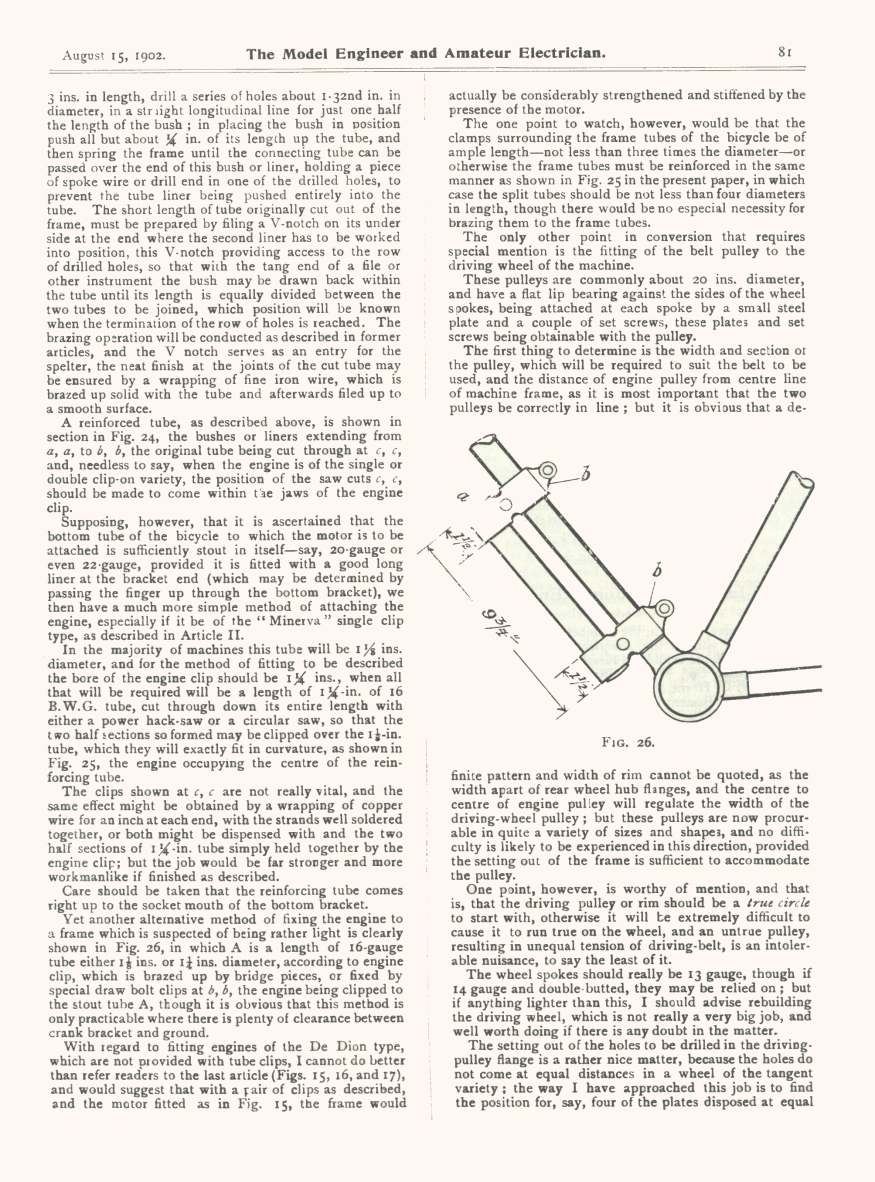 August 15, 1902.
The Model Engineer and Amateur Electrician.
81
3 ins. in length, drill a series of holes about 1-32nd in. in
diameter, in a straight longitudinal line for just one half
the length of the bush ; in placing the bush in position
push all but about ¼ in. of its length up the tube, and
then spring the frame until the connecting tube can be
passed over the end of this bush or liner, holding a piece
of spoke wire or drill end in one of the drilled holes, to
prevent the tube liner being pushed entirely into the
tube. The short length of tube originally cut out of the
frame, must be prepared by filing a V-notch on its under
side at the end where the second liner has to be worked
into position, this V-notch providing access to the row
of drilled holes, so that with the tang end of a file or
other instrument the bush may be drawn back within
the tube until its length is equally divided between the
two tubes to be joined, which position will be known
when the termination of the row of holes is reached. The
brazing operation will be conducted as described in former
articles, and the V notch serves as an entry for the
spelter, the neat finish at the joints of the cut tube may
be ensured by a wrapping of fine iron wire, which is
brazed up solid with the tube and afterwards filed up to
a smooth surface.
A reinforced tube, as described above, is shown in
section in Fig. 24, the bushes or liners extending from
a, a, to b, b, the original tube being cut through at c, c,
and, needless to say, when the engine is of the single or
double clip-on variety, the position of the saw cuts c, c,
should be made to come within the jaws of the engine
clip.
Supposing, however, that it is ascertained that the
bottom tube of the bicycle to which the motor is to be
attached is sufficiently stout in itself—say, 20-gauge or
even 22-gauge, provided it is fitted with a good long
liner at the bracket end (which may be determined by
passing the finger up through the bottom bracket), we
then have a much more simple method of attaching the
engine, especially if it be of the " Minerva " single clip
type, as described in Article II.
In the majority of machines this tube will be 1⅛ ins.
diameter, and for the method of fitting to be described
the bore of the engine clip should be 1¼ ins., when all
that will be required will be a length of 1¼-in. of 16
B.W.G. tube, cut through down its entire length with
either a power hack-saw or a circular saw, so that the
two half sections so formed may be clipped over the 1⅛-in.
tube, which they will exactly fit in curvature, as shown in
Fig. 25, the engine occupying the centre of the rein-
forcing tube.
The clips shown at c, c are not really vital, and the
same effect might be obtained by a wrapping of copper
wire for an inch at each end, with the strands well soldered
together, or both might be dispensed with and the two
half sections of 1¼-in. tube simply held together by the
engine clip; but the job would be far stronger and more
workmanlike if finished as described.
Care should be taken that the reinforcing tube comes
right up to the socket mouth of the bottom bracket.
Yet another alternative method of fixing the engine to
a frame which is suspected of being rather light is clearly
shown in Fig. 26, in which A is a length of 16-gauge
tube either 1⅛ ins. or 1¼ ins. diameter, according to engine
clip, which is brazed up by bridge pieces, or fixed by
special draw bolt clips at b, b, the engine being clipped to
the stout tube A, though it is obvious that this method is
only practicable where there is plenty of clearance between
crank bracket and ground.
With regard to fitting engines of the De Dion type,
which are not provided with tube clips, I cannot do better
than refer readers to the last article (Figs. 15, 16, and 17),
and would suggest that with a pair of clips as described,
and the motor fitted as in Fig. 15, the frame would
actually be considerably strengthened and stiffened by the
presence of the motor.
The one point to watch, however, would be that the
clamps surrounding the frame tubes of the bicycle be of
ample length—not less than three times the diameter—or
otherwise the frame tubes must be reinforced in the same
manner as shown in Fig. 25 in the present paper, in which
case the split tubes should be not less than four diameters
in length, though there would be no especial necessity for
brazing them to the frame tubes.
The only other point in conversion that requires
special mention is the fitting of the belt pulley to the
driving wheel of the machine.
These pulleys are commonly about 20 ins. diameter,
and have a flat lip bearing against the sides of the wheel
spokes, being attached at each spoke by a small steel
plate and a couple of set screws, these plates and set
screws being obtainable with the pulley.
The first thing to determine is the width and section of
the pulley, which will be required to suit the belt to be
used, and the distance of engine pulley from centre line
of machine frame, as it is most important that the two
pulleys be correctly in line ; but it is obvious that a de-
a
b
b
1½"
9¾"
1½"
FIG. 26.
finite pattern and width of rim cannot be quoted, as the
width apart of rear wheel hub flanges, and the centre to
centre of engine pulley will regulate the width of the
driving-wheel pulley ; but these pulleys are now procur-
able in quite a variety of sizes and shapes, and no diffi-
culty is likely to be experienced in this direction, provided
the setting out of the frame is sufficient to accommodate
the pulley.
One point, however, is worthy of mention, and that
is, that the driving pulley or rim should be a true circle
to start with, otherwise it will be extremely difficult to
cause it to run true on the wheel, and an untrue pulley,
resulting in unequal tension of driving-belt, is an intoler-
able nuisance, to say the least of it.
The wheel spokes should really be 13 gauge, though if
14 gauge and double-butted, they may be relied on ; but
if anything lighter than this, I should advise rebuilding
the driving wheel, which is not really a very big job, and
well worth doing if there is any doubt in the matter.
The setting out of the holes to be drilled in the driving-
pulley flange is a rather nice matter, because the holes do
not come at equal distances in a wheel of the tangent
variety ; the way I have approached this job is to find
the position for, say, four of the plates disposed at equal